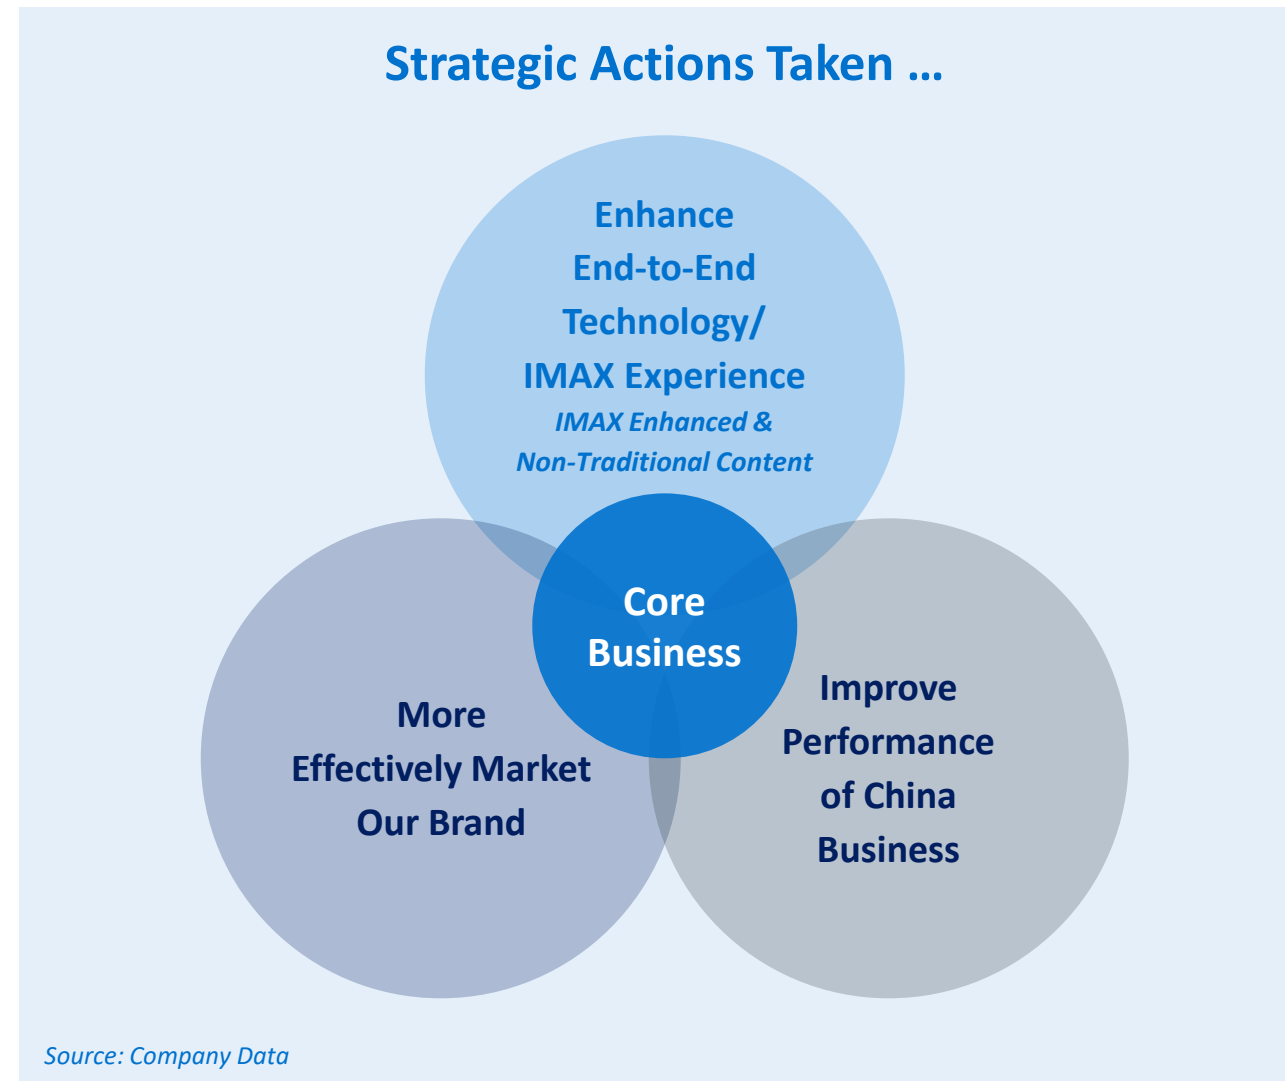 Strategic Actions Taken …
Enhance
End-to-End
Technology/
IMAX Experience
IMAX Enhanced &
Non-Traditional Content
Core
Business
More
Effectively Market
Our Brand
Improve
Performance
of China
Business
Source: Company Data